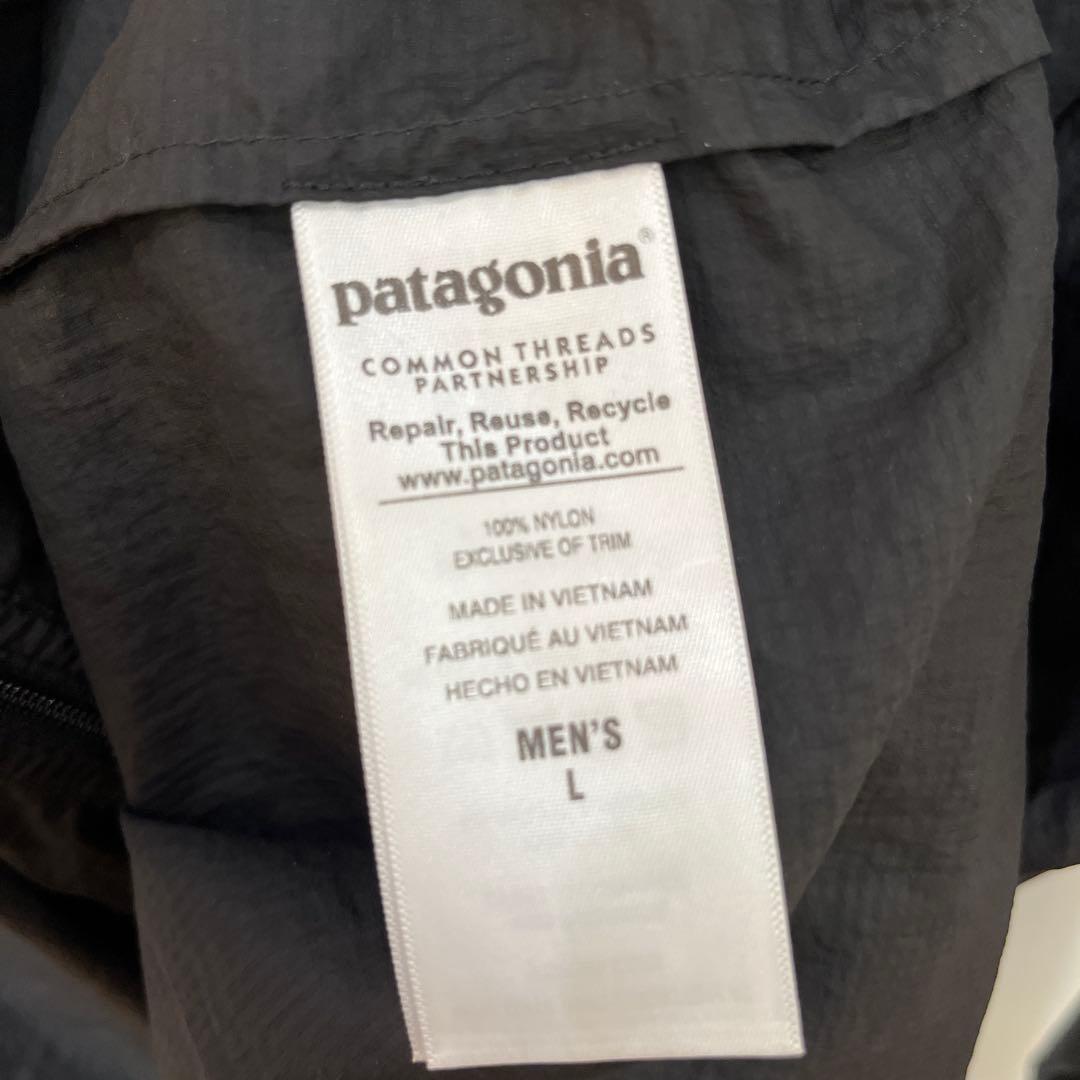 patagonia®
COMMON THREADS
PARTNERSHIP
Repair, Reuse, Recycle
This Product
www.patagonia.com
100% NYLON
EXCLUSIVE OF TRIM
MADE IN VIETNAM
FABRIQUÉ AU VIETNAM
HECHO EN VIETNAM
MEN'S
L